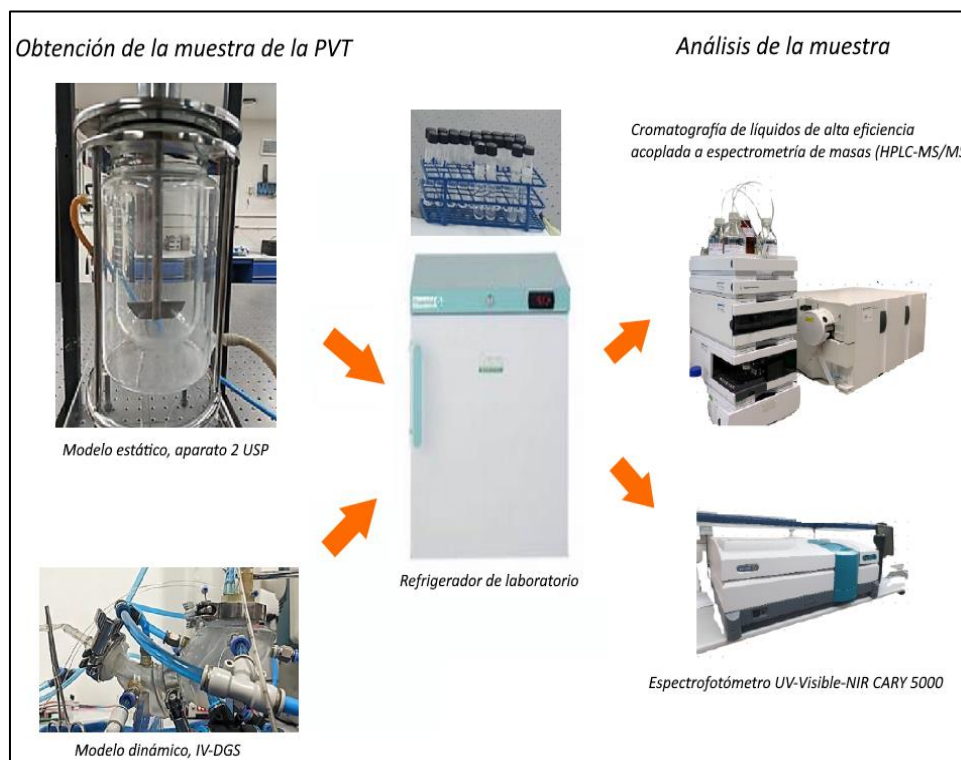 Obtención de la muestra de la PVT
Análisis de la muestra
Cromatografía de líquidos de alta eficiencia
acoplada a espectrometría de masas (HPLC-MS/MS
Modelo estático, aparato 2 USP
Refrigerador de laboratorio
Espectrofotómetro UV-Visible-NIR CARY 5000
Modelo dinámico, IV-DGS